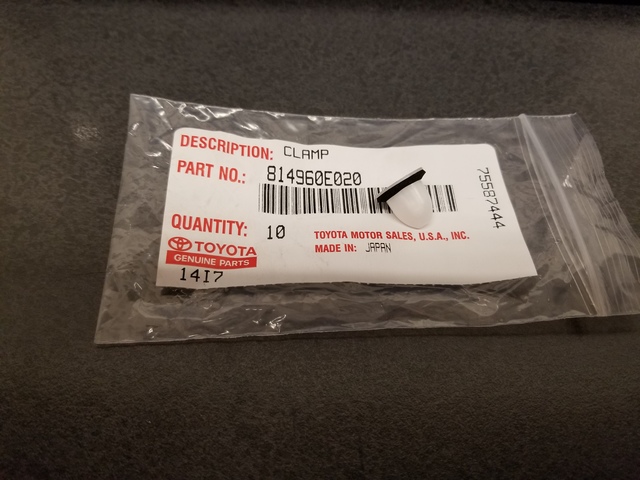 DESCRIPTION: CLAMP
PART NO.: 814960E020
QUANTITY: 10
TOYOTA MOTOR SALES, U.S.A., INC.
MADE IN: JAPAN
TOYOTA
GENUINE PARTS
14I7
75587444